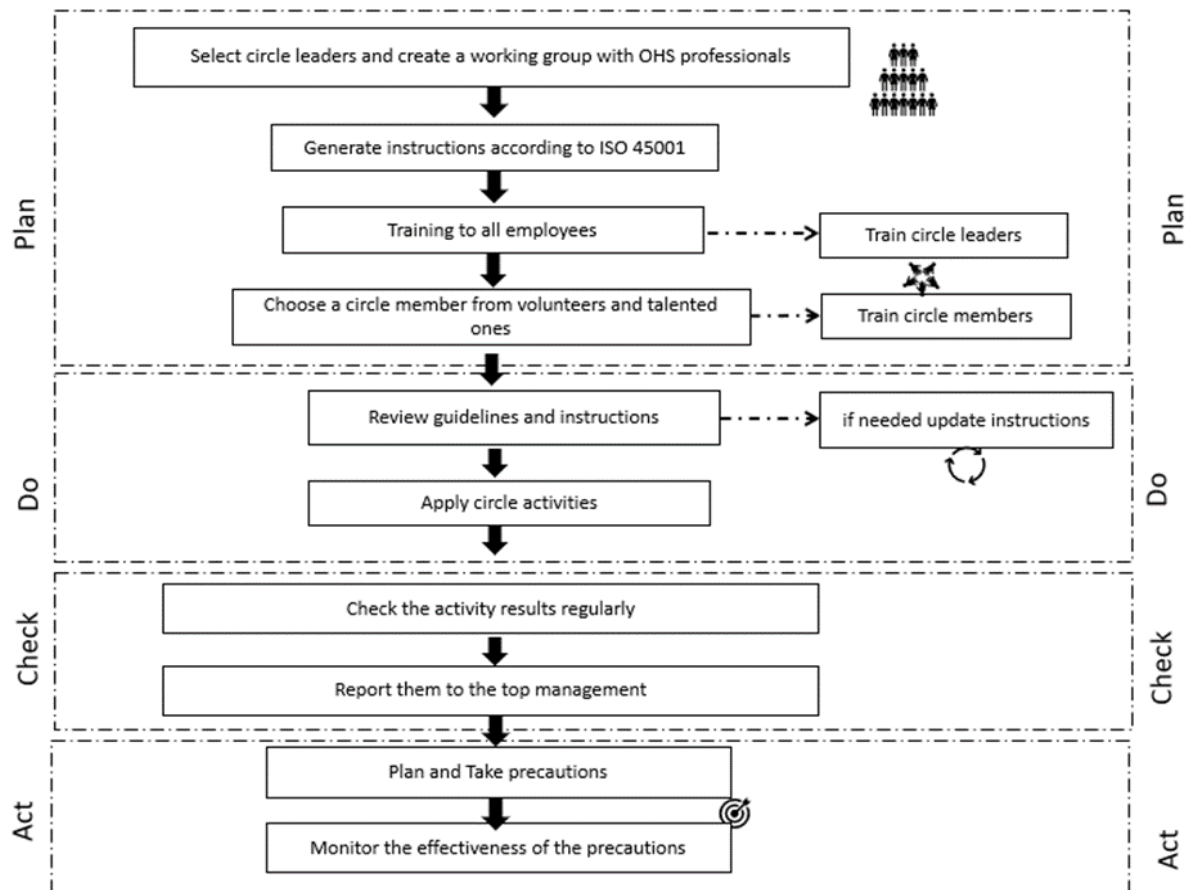 Select circle leaders and create a working group with OHS professionals
Generate instructions according to ISO 45001
Plan
Plan
Training to all employees
Train circle leaders
Choose a circle member from volunteers and talented
ones
Train circle members
Review guidelines and instructions
if needed update instructions
Do
Do
Apply circle activities
Check the activity results regularly
Check
Check
Report them to the top management
Plan and Take precautions
Act
Act
Monitor the effectiveness of the precautions